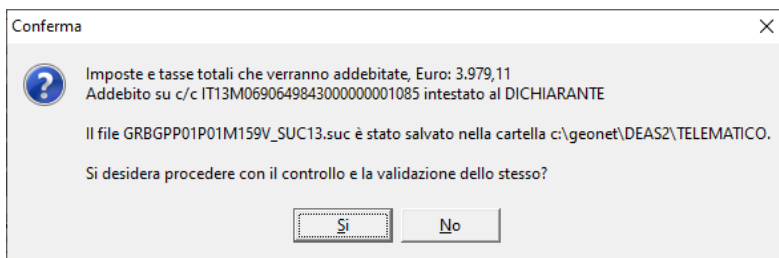 Conferma
Imposte e tasse totali che verranno addebitate, Euro: 3.979,11
Addebito su c/c IT13M0690649843000000001085 intestato al DICHIARANTE
Il file GRBGPP01P01M159V_SUC13.suc è stato salvato nella cartella c:\geonet\DEAS2\TELEMATICO.
Si desidera procedere con il controllo e la validazione dello stesso?
Si
No